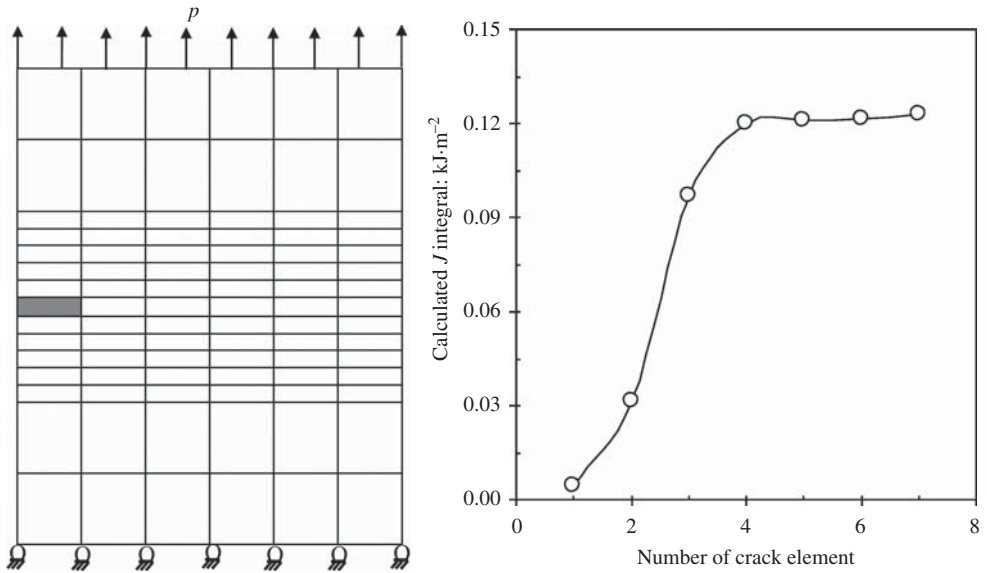 p
Calculated J integral: kJ·m⁻²
0.15
0.12
0.09
0.06
0.03
0.00
0 2 4 6 8
Number of crack element